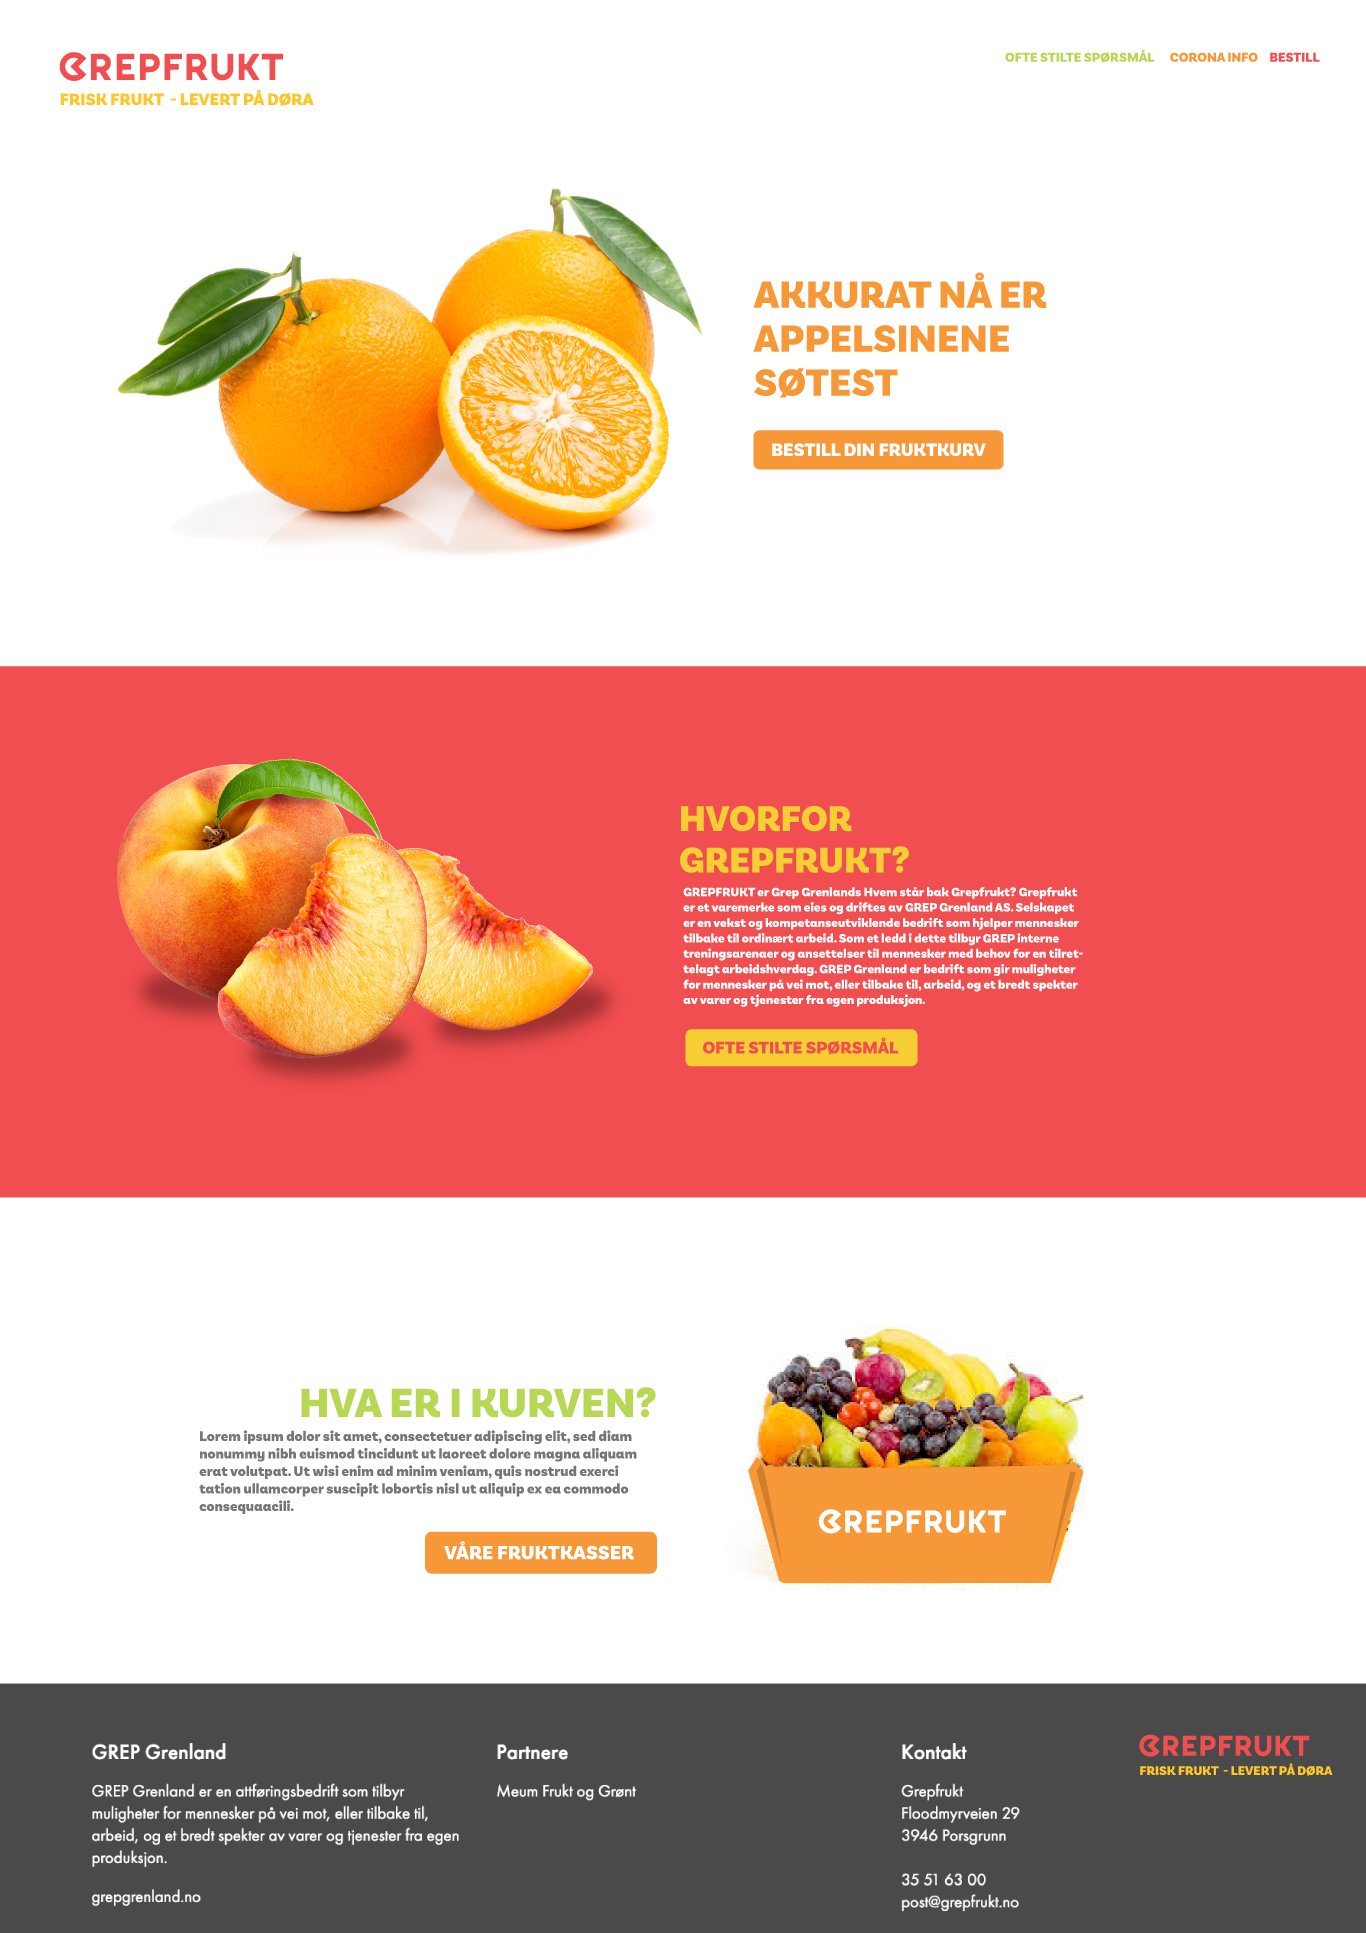 GREPFRUKT
FRISK FRUKT - LEVERT PÅ DØRA
OFTE STILTE SPØRSMÅL CORONA INFO BESTILL
AKKURAT NÅ ER
APPELSINENE
SØTEST
BESTILL DIN FRUKTKURV
HVORFOR
GREPFRUKT?
GREPFRUKT er Grep Grenlands Hvem står bak Grepfrukt? Grepfrukt
er et varemerke som eies og driftes av GREP Grenland AS. Selskapet
er en vekst og kompetanseutviklende bedrift som hjelper mennesker
tilbake til ordinært arbeid. Som et ledd i dette tilbyr GREP interne
treningsarenaer og ansettelser til mennesker med behov for en tilret-
telagt arbeidshverdag. GREP Grenland er bedrift som gir muligheter
for mennesker på vei mot, eller tilbake til, arbeid, og et bredt spekter
av varer og tjenester fra egen produksjon.
OFTE STILTE SPØRSMÅL
HVA ER I KURVEN?
Lorem ipsum dolor sit amet, consectetuer adipiscing elit, sed diam
nonummy nibh euismod tincidunt ut laoreet dolore magna aliquam
erat volutpat. Ut wisi enim ad minim veniam, quis nostrud exerci
tation ullamcorper suscipit lobortis nisl ut aliquip ex ea commodo
consequaacili.
VÅRE FRUKTKASSER
GREPFRUKT
GREP Grenland
GREP Grenland er en attføringsbedrift som tilbyr
muligheter for mennesker på vei mot, eller tilbake til,
arbeid, og et bredt spekter av varer og tjenester fra egen
produksjon.
grepgrenland.no
Partnere
Meum Frukt og Grønt
Kontakt
Grepfrukt
Floodmyrveien 29
3946 Porsgrunn
35 51 63 00
post@grepfrukt.no
GREPFRUKT
FRISK FRUKT - LEVERT PÅ DØRA